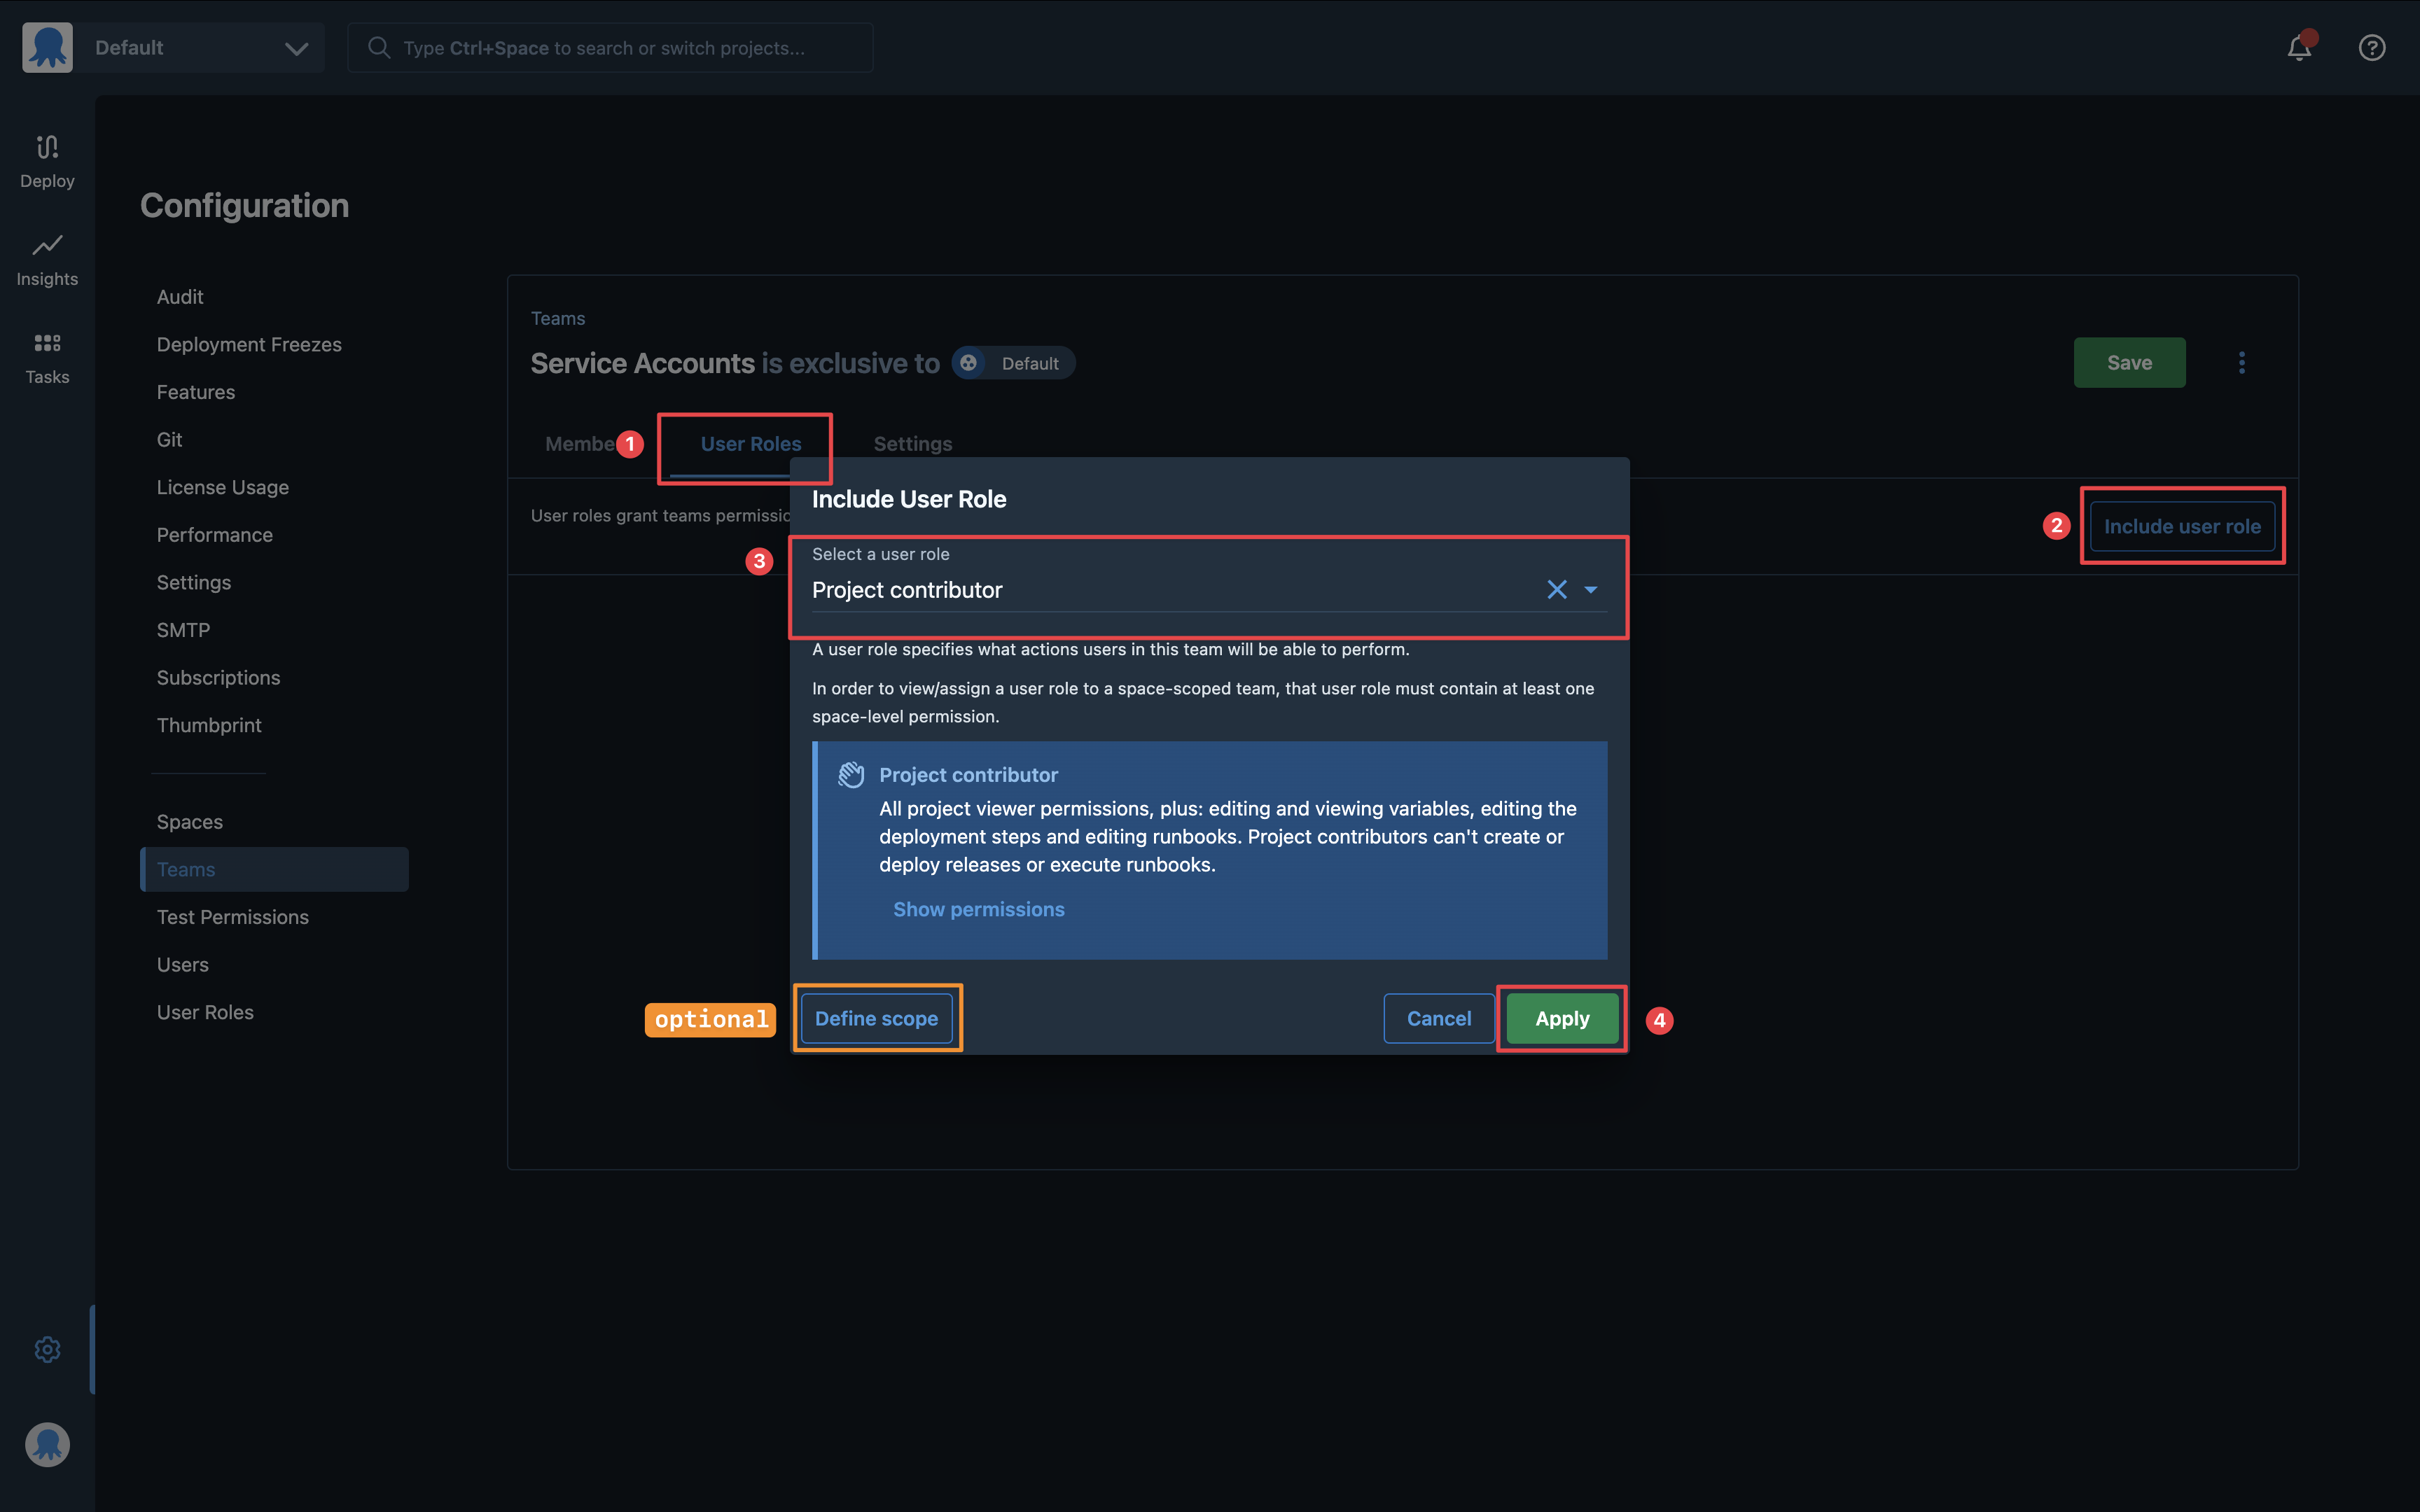 Default
Type Ctrl+Space to search or switch projects...
Deploy
Insights
Tasks
Configuration
Audit
Deployment Freezes
Features
Git
License Usage
Performance
Settings
SMTP
Subscriptions
Thumbprint
Spaces
Teams
Test Permissions
Users
User Roles
Teams
Service Accounts is exclusive to Default
Save
Membe 1 User Roles Settings
User roles grant teams permissio
2 Include user role
Include User Role
3 Select a user role
Project contributor
A user role specifies what actions users in this team will be able to perform.
In order to view/assign a user role to a space-scoped team, that user role must contain at least one
space-level permission.
Project contributor
All project viewer permissions, plus: editing and viewing variables, editing the
deployment steps and editing runbooks. Project contributors can't create or
deploy releases or execute runbooks.
Show permissions
optional Define scope Cancel Apply 4